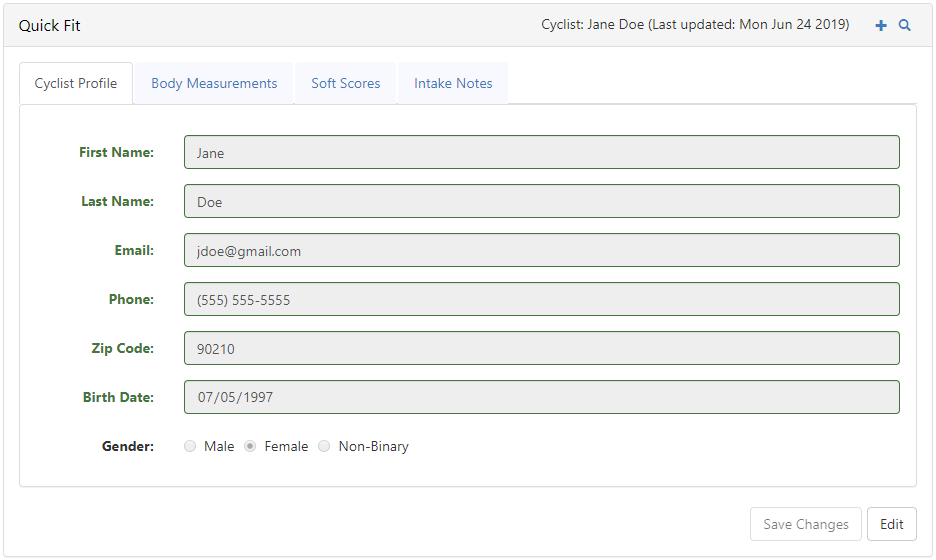 Quick Fit Cyclist: Jane Doe (Last updated: Mon Jun 24 2019)
Cyclist Profile Body Measurements Soft Scores Intake Notes
First Name: Jane
Last Name: Doe
Email: jdoe@gmail.com
Phone: (555) 555-5555
Zip Code: 90210
Birth Date: 07/05/1997
Gender: Male Female Non-Binary
Save Changes Edit